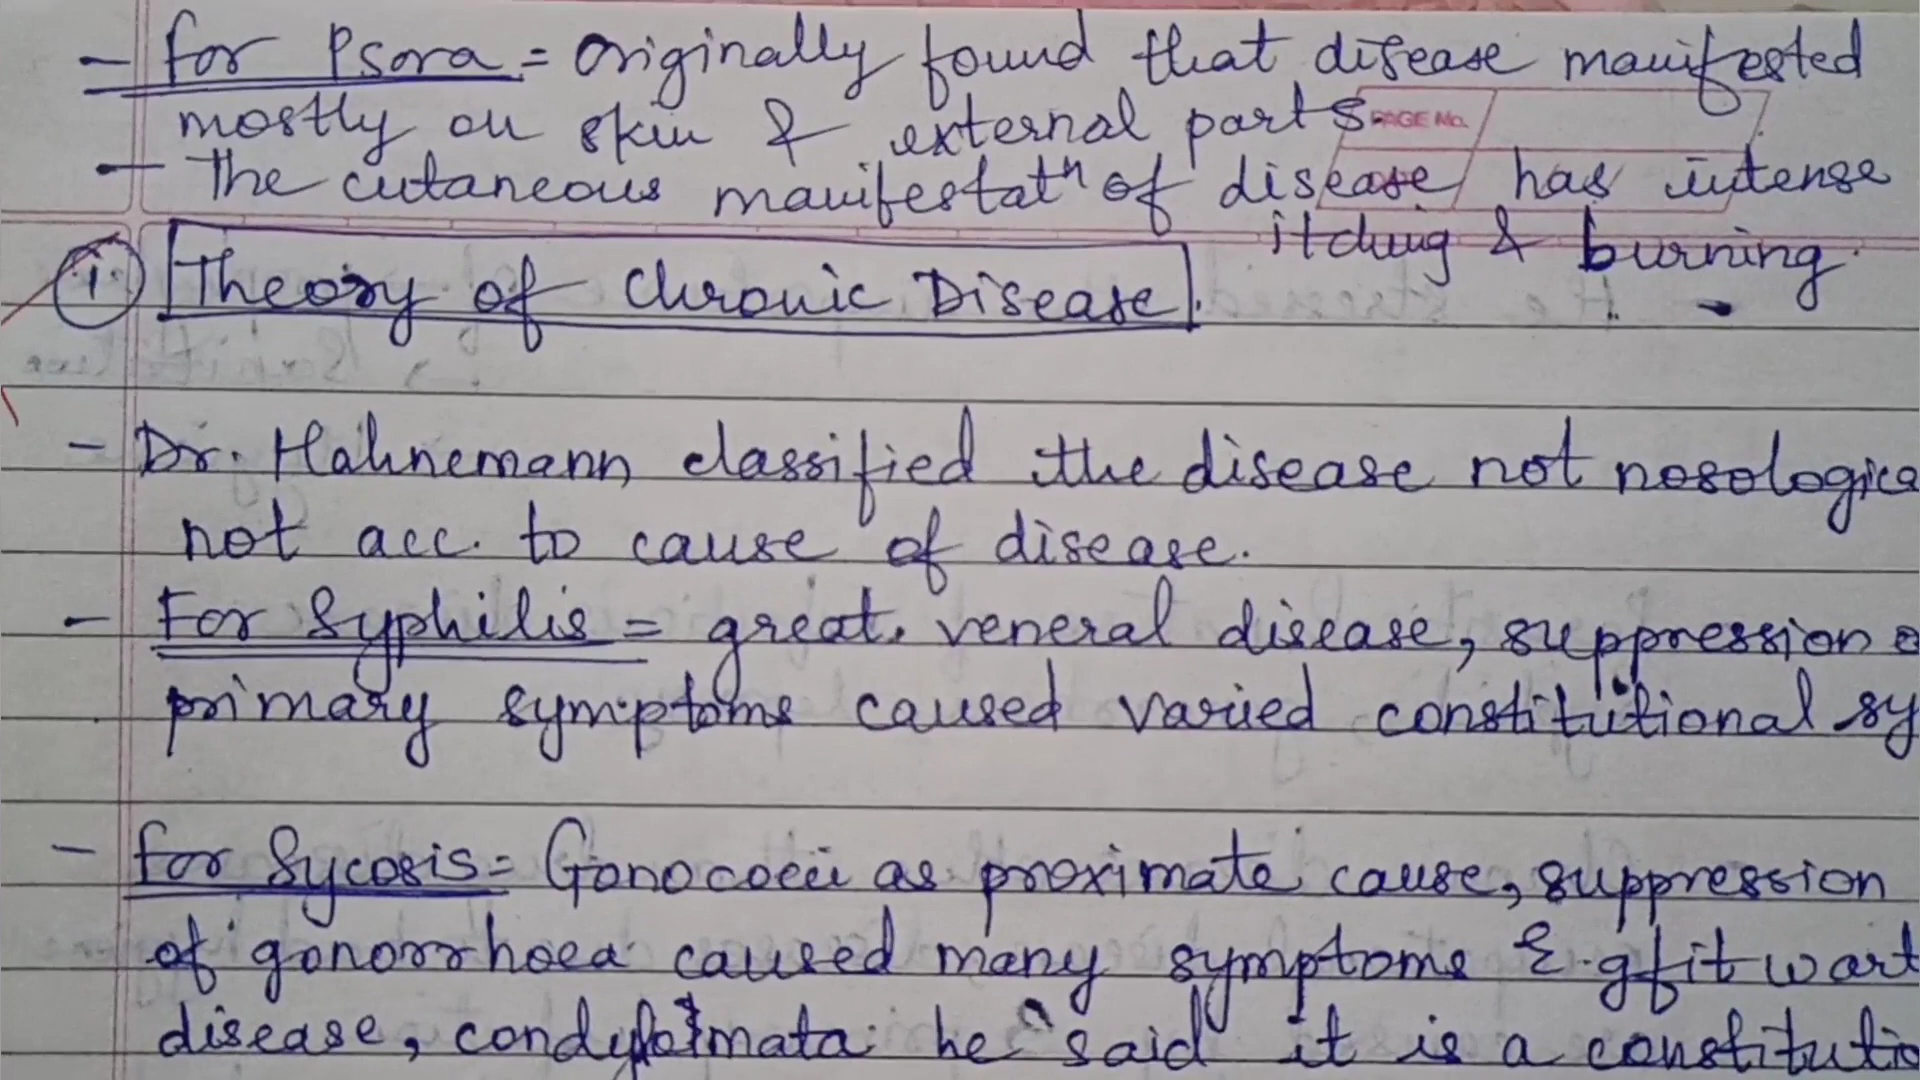 - For Psora = Originally found that disease manifested
mostly on skin & external parts.
PAGE No.
- The cutaneous manifestatn of disease has intense
itching & burning.
i Theory of Chronic Disease.
- Dr. Hahnemann classified the disease not nosologica
not acc. to cause of disease.
- For Syphilis = great. veneral disease, suppression o
primary symptoms caused varied constitutional sy
- For Sycosis = Gonococci as proximate cause, suppression
of gonorrhoea caused many symptoms E.g fit wart
disease, condylomata. he said it is a constitutio